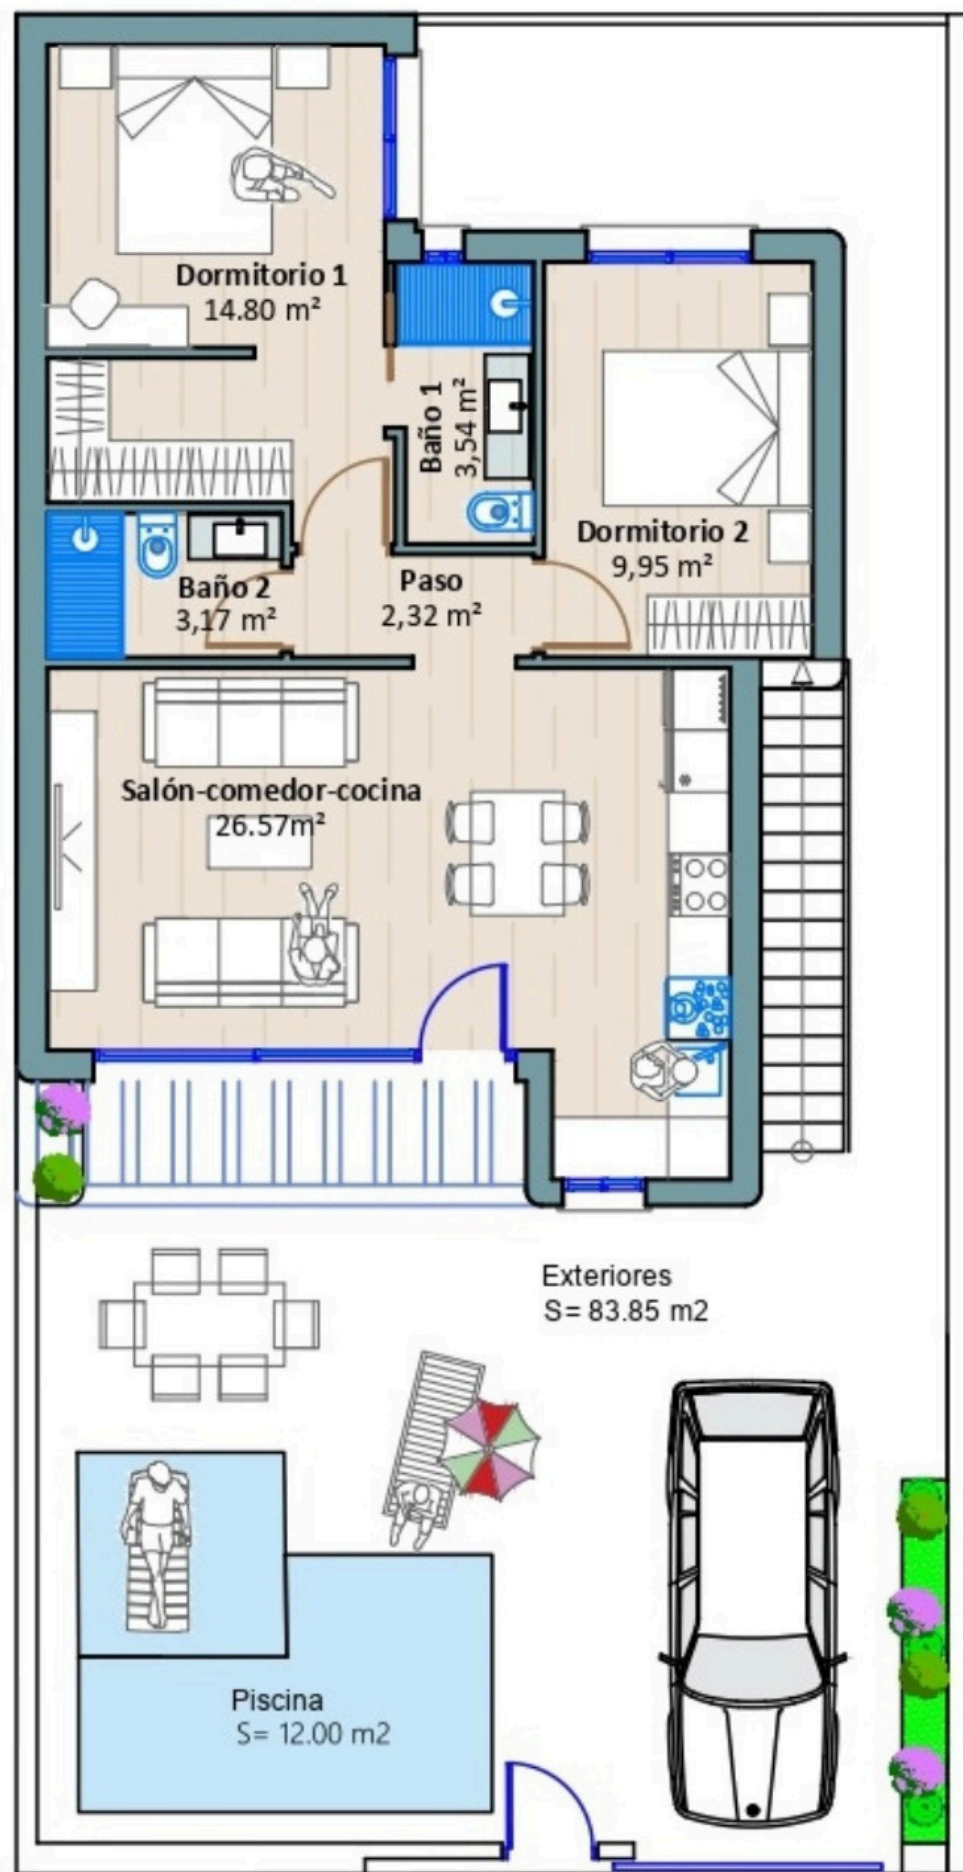 Dormitorio 1
14.80 m²
Baño 1
3,54 m²
Dormitorio 2
9,95 m²
Baño 2
3,17 m²
Paso
2,32 m²
Salón-comedor-cocina
26.57m²
Exteriores
S= 83.85 m2
Piscina
S= 12.00 m2